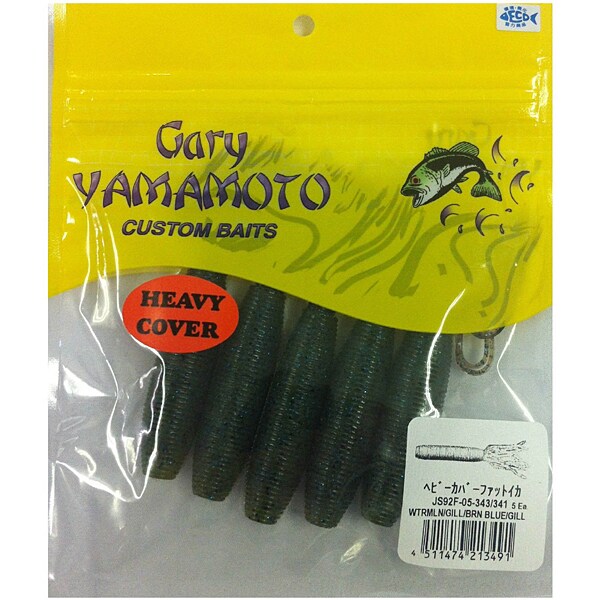 ECO
Gary
YAMAMOTO
CUSTOM BAITS
HEAVY
COVER
ヘビーカバーファットイカ
JS92F-05-343/341 5 Ea
WTRMLN/GILL/BRN BLUE/GILL
4 511474 213491